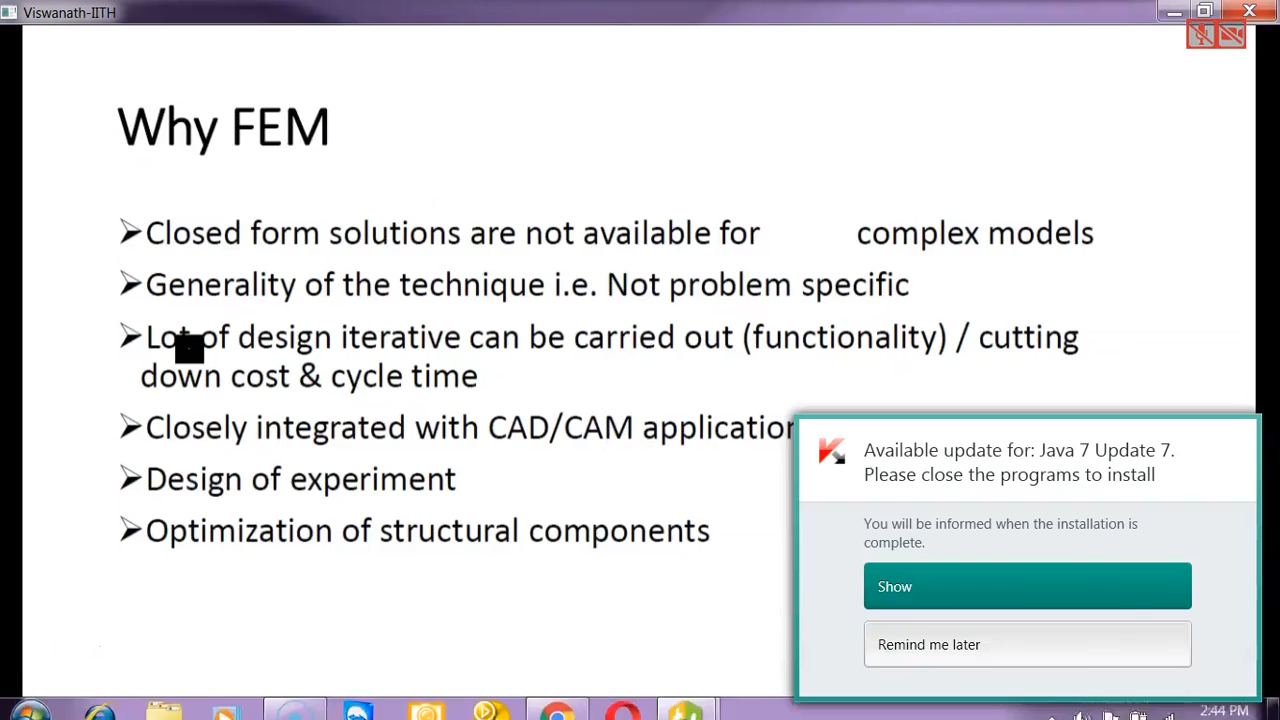 Viswanath-IITH
Why FEM
Closed form solutions are not available for complex models
Generality of the technique i.e. Not problem specific
Lot of design iterative can be carried out (functionality) / cutting
down cost & cycle time
Closely integrated with CAD/CAM application
Design of experiment
Optimization of structural components
Available update for: Java 7 Update 7.
Please close the programs to install
You will be informed when the installation is
complete.
Show
Remind me later
2:44 PM